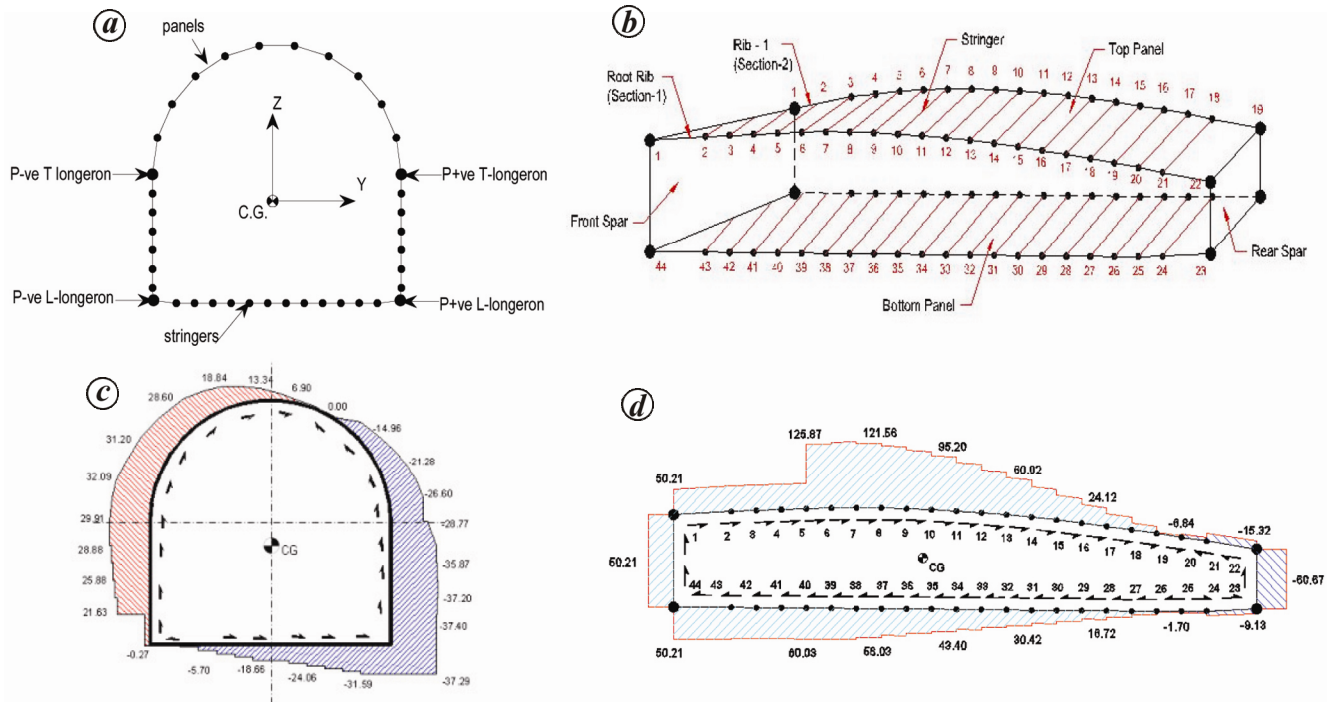 a
panels
Z
Y
C.G.
P-ve T longeron
P+ve T-longeron
P-ve L-longeron
P+ve L-longeron
stringers
b
Rib - 1
(Section-2)
Stringer
Top Panel
Root Rib
(Section-1)
1 2 3 4 5 6 7 8 9 10 11 12 13 14 15 16 17 18 19
1 2 3 4 5 6 7 8 9 10 11 12 13 14 15 16 17 18 19 20 21 22
Front Spar
Rear Spar
44 43 42 41 40 39 38 37 36 35 34 33 32 31 30 29 28 27 26 25 24 23
Bottom Panel
c
18.84 13.34 6.90
28.60
0.00
-14.96
31.20
-21.28
32.09
-26.60
29.91
-28.77
28.88
CG
-35.87
25.88
-37.20
21.63
-37.40
-0.27
-5.70
-18.66
-24.06
-31.59
-37.29
d
125.87 121.56
95.20
50.21
60.02
24.12
-6.84
-15.32
1 2 3 4 5 6 7 8 9 10 11 12 13 14 15 16 17 18 19 20 21 22
60.21
CG
-60.67
44 43 42 41 40 39 38 37 36 35 34 33 32 31 30 29 28 27 26 25 24 23
50.21
60.03
43.40
30.42
-1.70
-9.13